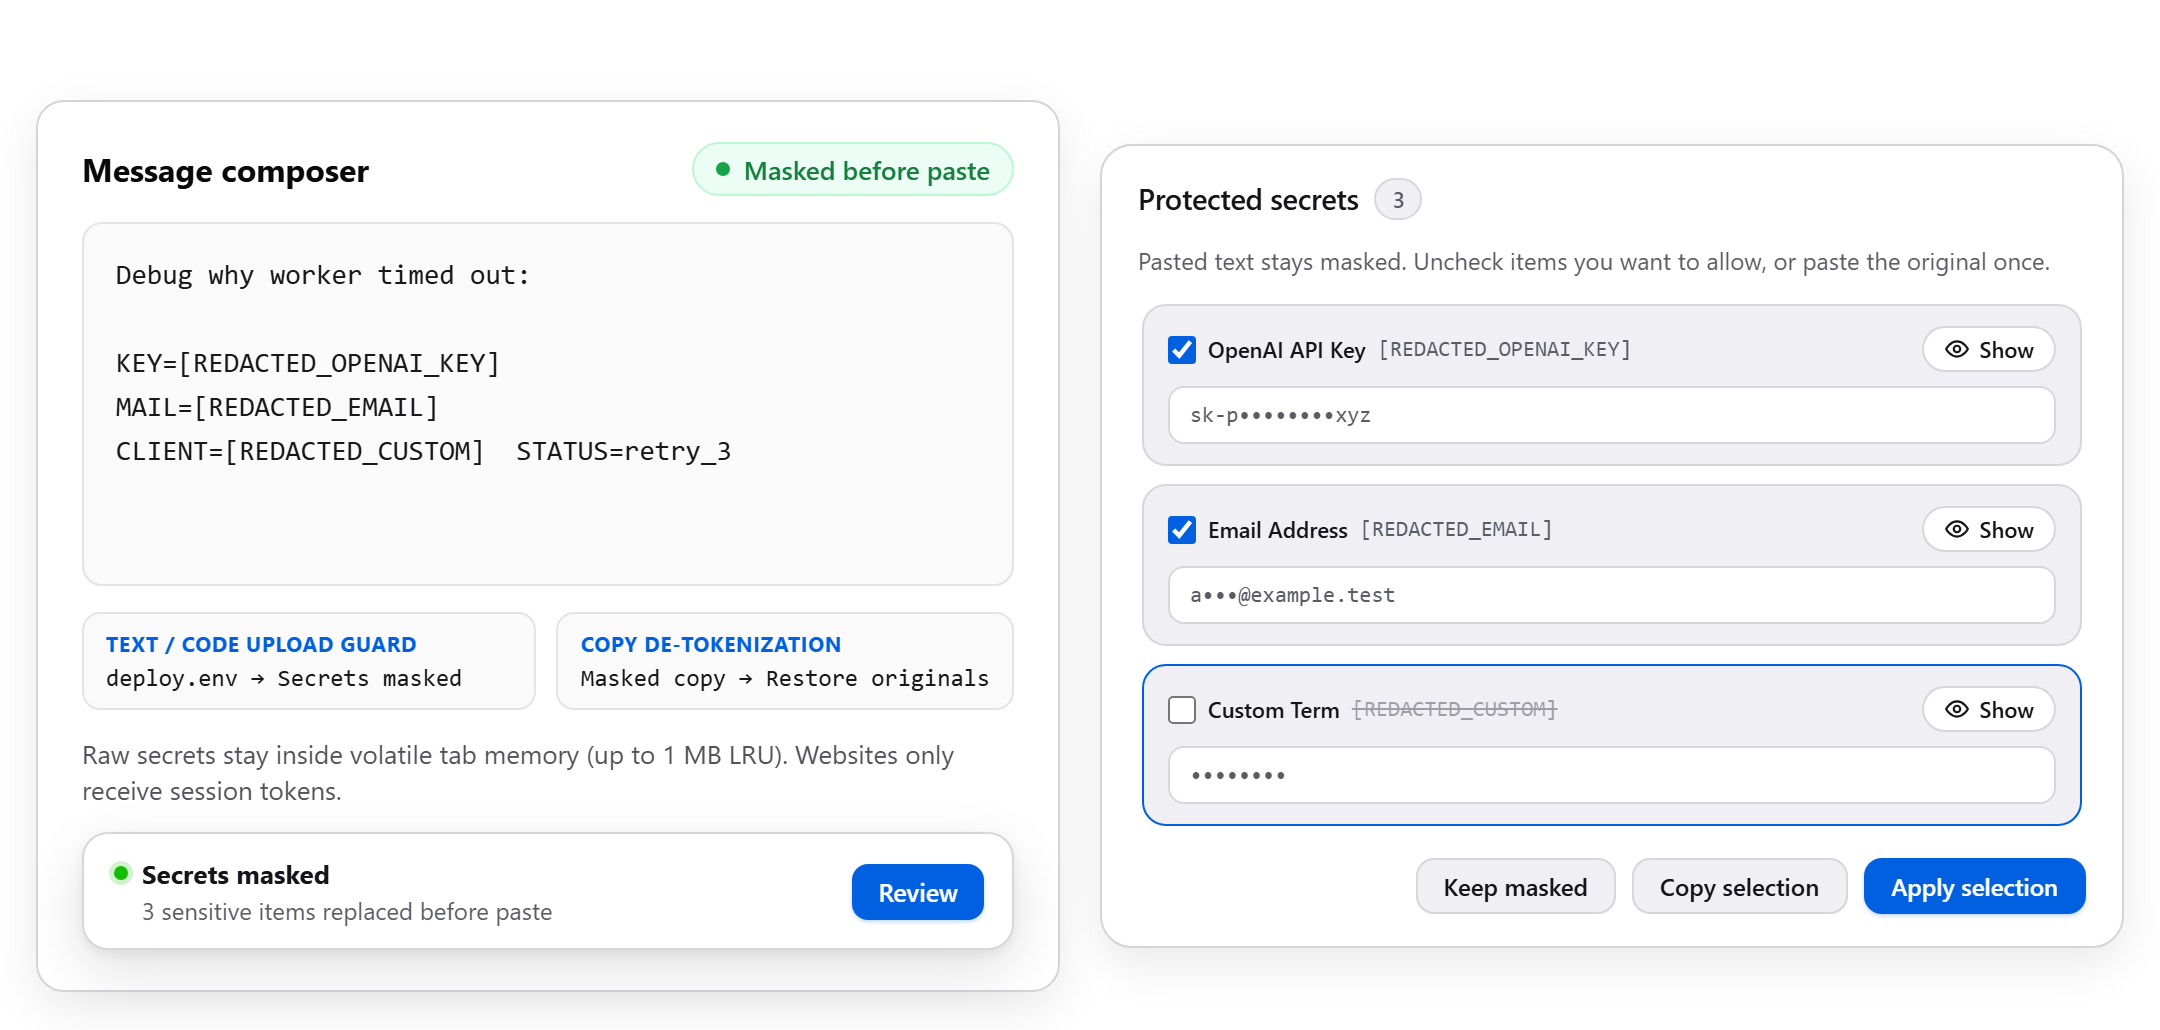 Message composer
Masked before paste
Debug why worker timed out:
KEY=[REDACTED_OPENAI_KEY]
MAIL=[REDACTED_EMAIL]
CLIENT=[REDACTED_CUSTOM]  STATUS=retry_3
TEXT / CODE UPLOAD GUARD
deploy.env → Secrets masked
COPY DE-TOKENIZATION
Masked copy → Restore originals
Raw secrets stay inside volatile tab memory (up to 1 MB LRU). Websites only
receive session tokens.
Secrets masked
3 sensitive items replaced before paste
Review
Protected secrets 3
Pasted text stays masked. Uncheck items you want to allow, or paste the original once.
OpenAI API Key [REDACTED_OPENAI_KEY] Show
sk-p••••••••xyz
Email Address [REDACTED_EMAIL] Show
a•••@example.test
Custom Term [REDACTED_CUSTOM] Show
••••••••
Keep masked
Copy selection
Apply selection